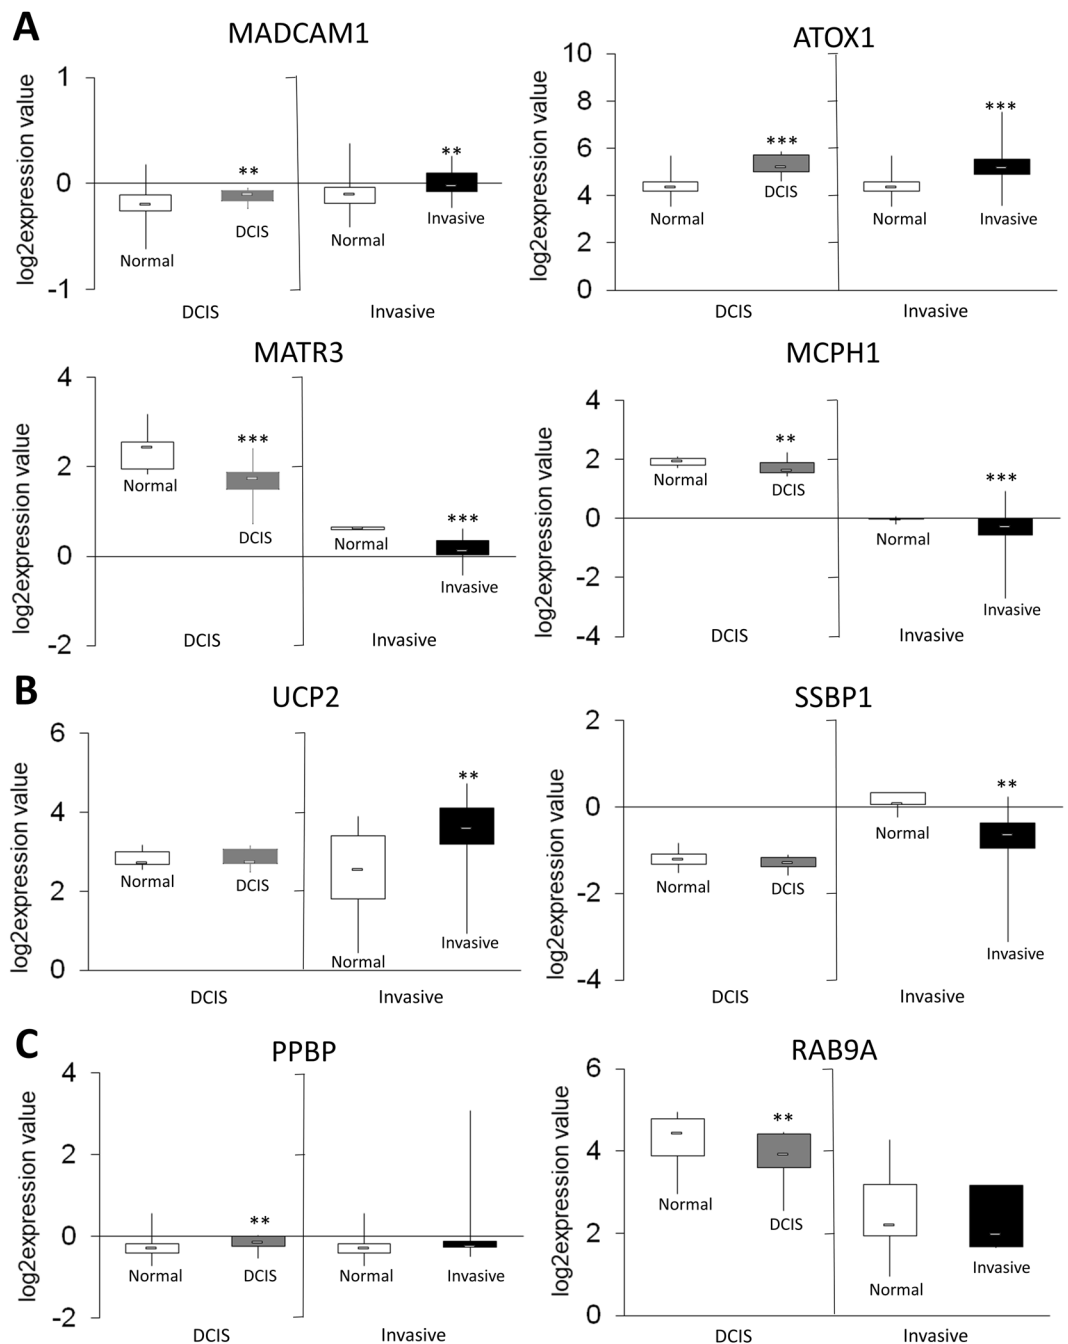 A
MADCAM1
log2expression value
1
0
-1
**
**
Normal
DCIS
Normal
Invasive
DCIS
Invasive
ATOX1
log2expression value
10
8
6
4
2
0
***
***
Normal
DCIS
Normal
Invasive
DCIS
Invasive
MATR3
log2expression value
4
2
0
-2
***
***
Normal
DCIS
Normal
Invasive
DCIS
Invasive
MCPH1
log2expression value
4
2
0
-2
-4
**
***
Normal
DCIS
Normal
Invasive
DCIS
Invasive
B
UCP2
log2expression value
6
4
2
0
**
Normal
DCIS
Normal
Invasive
DCIS
Invasive
SSBP1
log2expression value
2
0
-2
-4
**
Normal
DCIS
Normal
Invasive
DCIS
Invasive
C
PPBP
log2expression value
4
2
0
-2
**
Normal
DCIS
Normal
Invasive
DCIS
Invasive
RAB9A
log2expression value
6
4
2
0
**
Normal
DCIS
Normal
Invasive
DCIS
Invasive